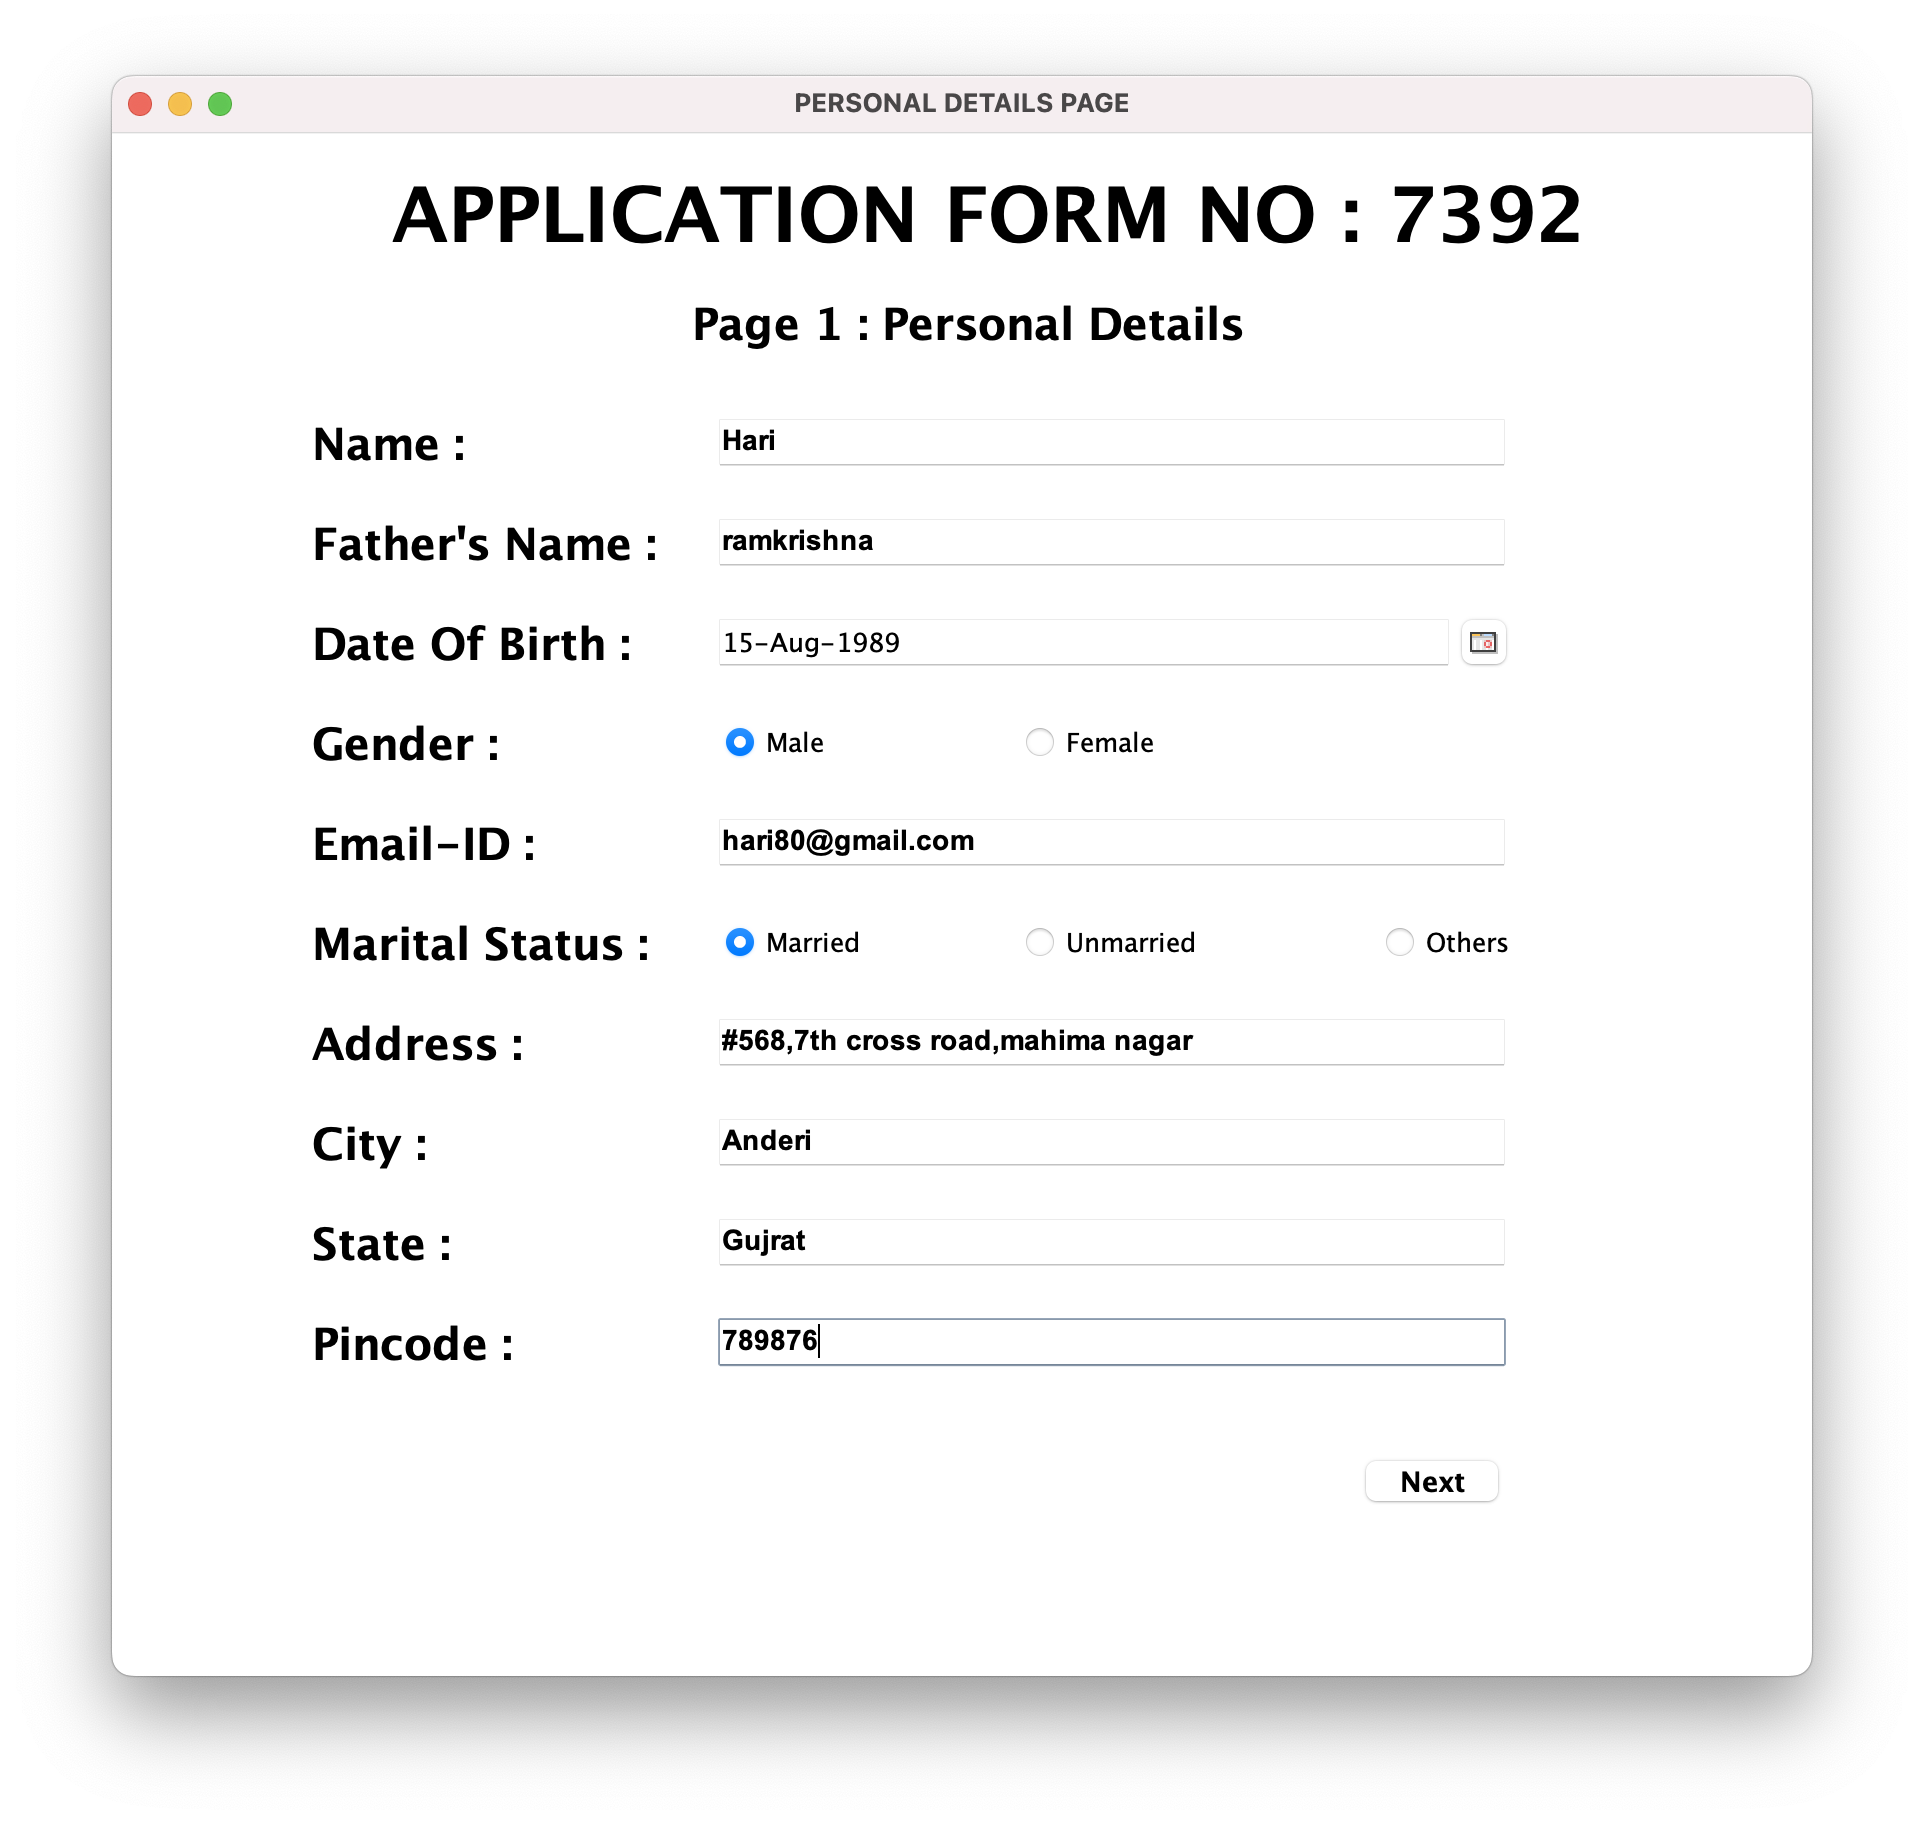 PERSONAL DETAILS PAGE
APPLICATION FORM NO : 7392
Page 1 : Personal Details
Name : Hari
Father's Name : ramkrishna
Date Of Birth : 15-Aug-1989
Gender : Male Female
Email-ID : hari80@gmail.com
Marital Status : Married Unmarried Others
Address : #568,7th cross road,mahima nagar
City : Anderi
State : Gujrat
Pincode : 789876
Next